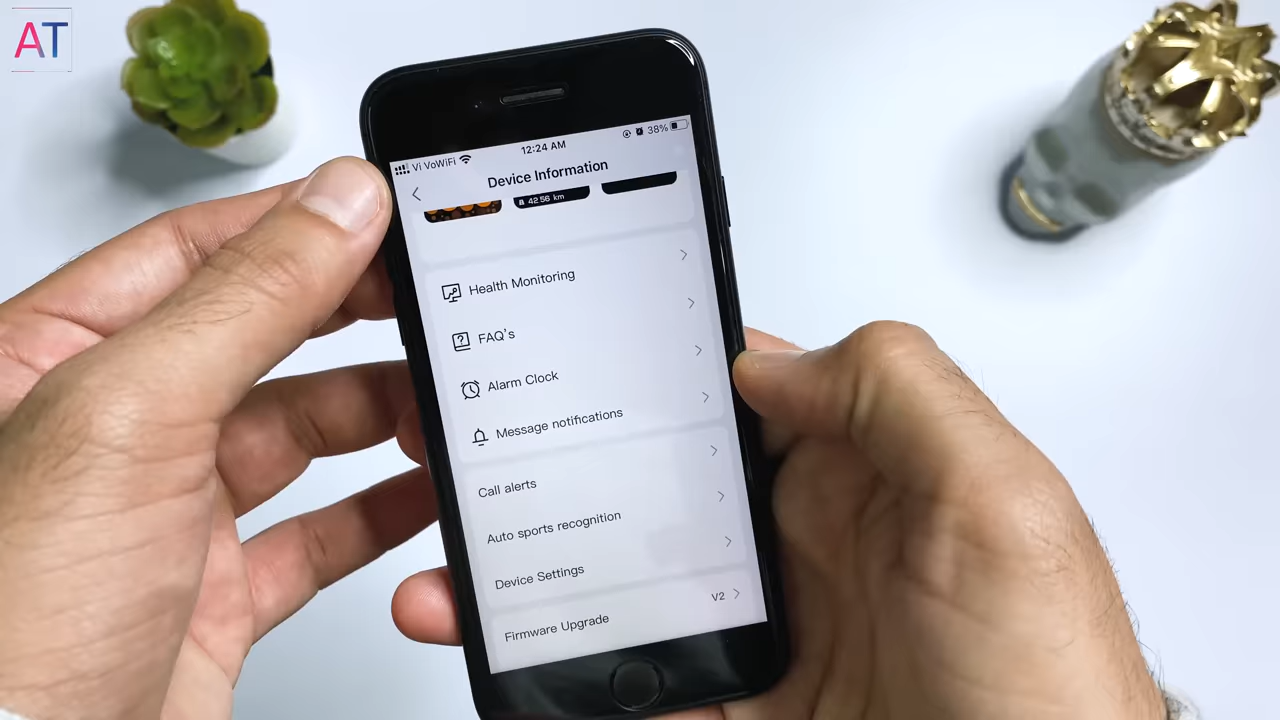 AT
Vi VoWiFi 12:24 AM 38%
Device Information
42.56 km
Health Monitoring
FAQ's
Alarm Clock
Message notifications
Call alerts
Auto sports recognition
Device Settings
Firmware Upgrade V2